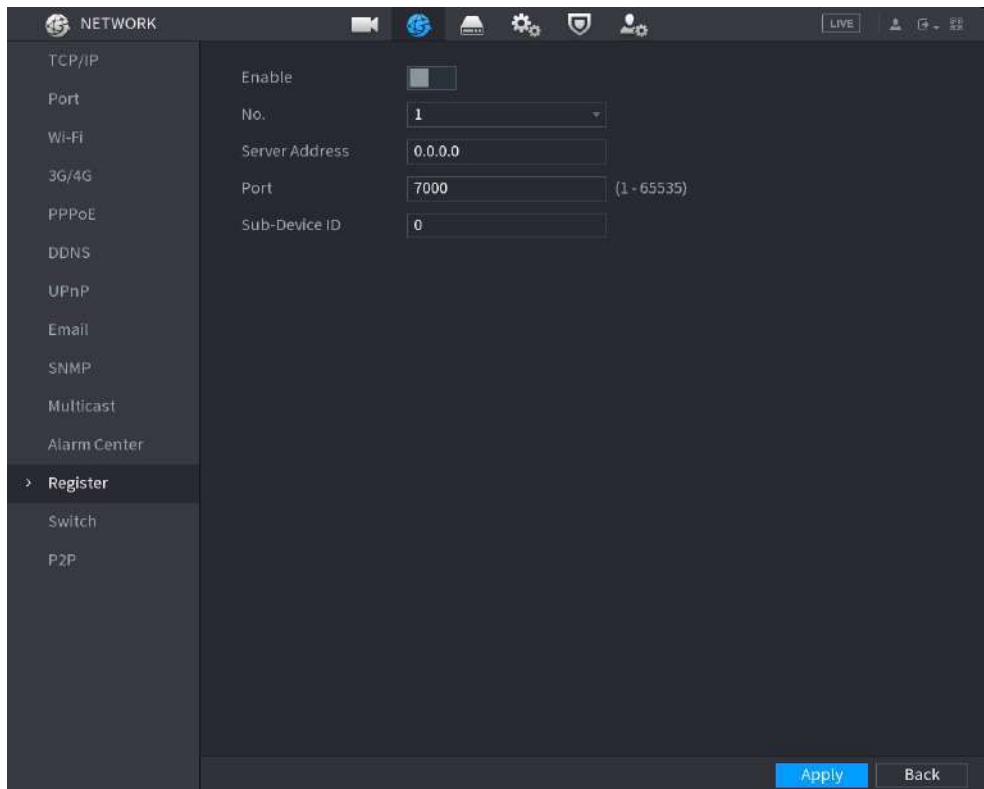 NETWORK
LIVE
TCP/IP
Port
Wi-Fi
3G/4G
PPPoE
DDNS
UPnP
Email
SNMP
Multicast
Alarm Center
Register
Switch
P2P
Enable
No. 1
Server Address 0.0.0.0
Port 7000 (1 - 65535)
Sub-Device ID 0
Apply Back